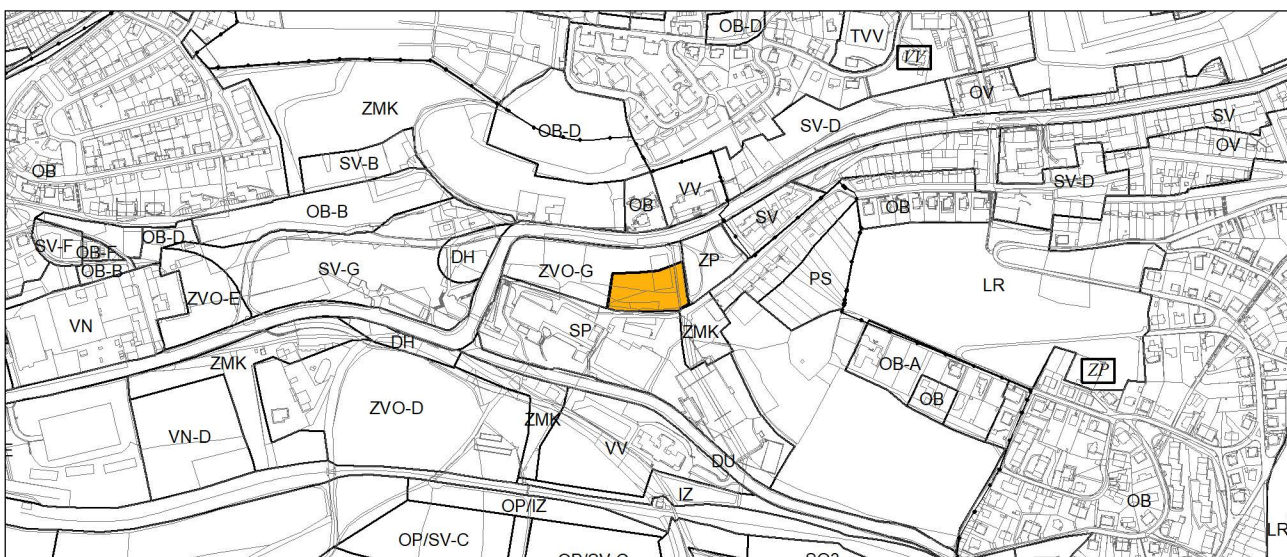 OB-D
TVV
VV
OV
ZMK
SV-D
SV
OB-D
OV
SV-B
OB
SV-D
OB-B
OB
VV
SV
OB
SV-F
OB-F
OB-D
OB-B
SV-G
DH
ZVO-G
ZP
PS
LR
ZVO-E
VN
SP
ZMK
DH
ZMK
OB-A
ZP
OB
ZVO-D
ZMK
VN-D
VV
DU
IZ
OB
OP/IZ
LR
OP/SV-C